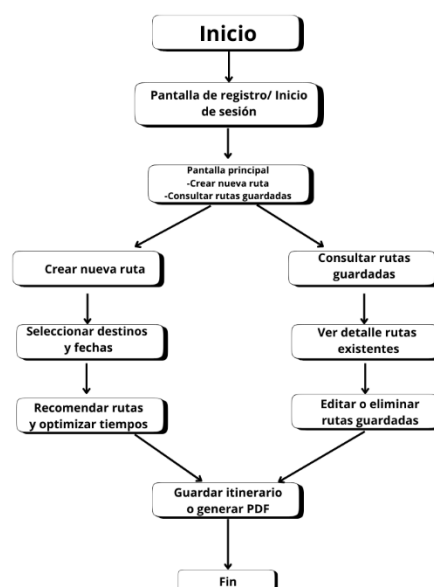 Inicio
Pantalla de registro/ Inicio
de sesión
Pantalla principal
-Crear nueva ruta
-Consultar rutas guardadas
Crear nueva ruta
Consultar rutas
guardadas
Seleccionar destinos
y fechas
Ver detalle rutas
existentes
Recomendar rutas
y optimizar tiempos
Editar o eliminar
rutas guardadas
Guardar itinerario
o generar PDF
Fin